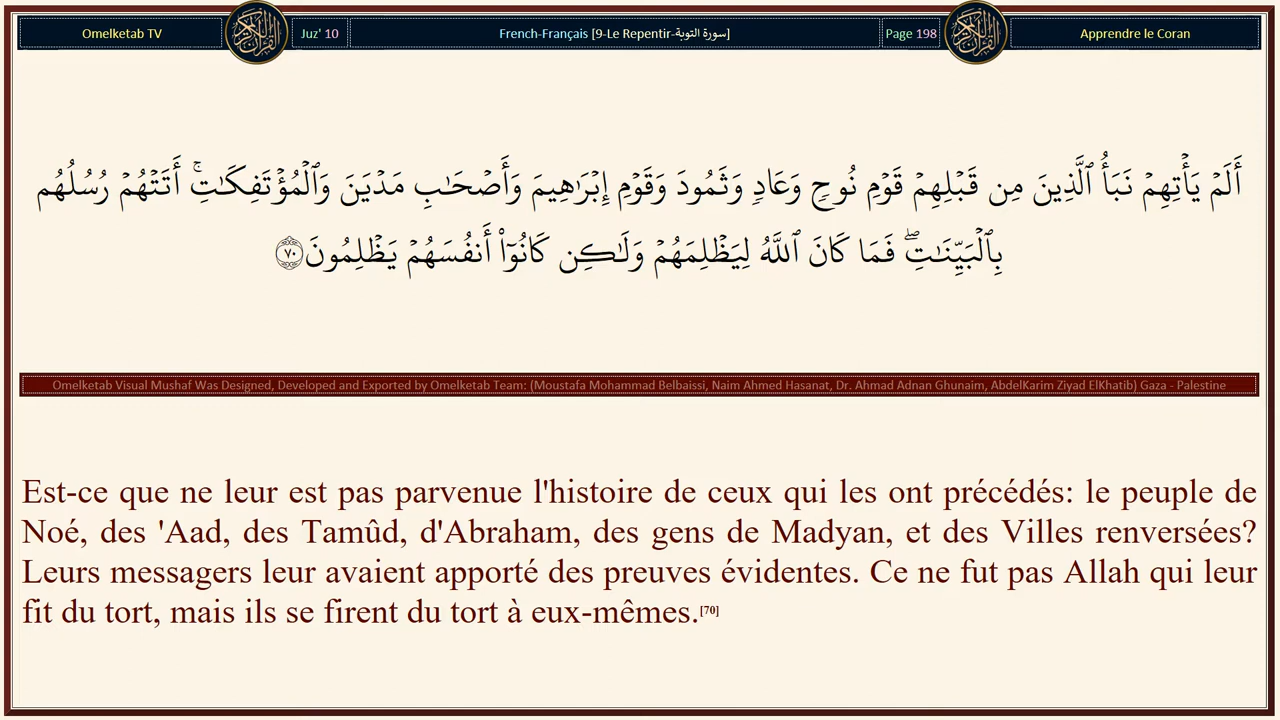 Omelketab TV
Juz' 10
French-Français [9-Le Repentir-سورة التوبة]
Page 198
Apprendre le Coran
أَلَمۡ يَأۡتِهِمۡ نَبَأُ ٱلَّذِينَ مِن قَبۡلِهِمۡ قَوۡمِ نُوحٖ وَعَادٖ وَثَمُودَ وَقَوۡمِ إِبۡرَٰهِيمَ وَأَصۡحَٰبِ مَدۡيَنَ وَٱلۡمُؤۡتَفِكَٰتِۚ أَتَتۡهُمۡ رُسُلُهُم
بِٱلۡبَيِّنَٰتِۖ فَمَا كَانَ ٱللَّهُ لِيَظۡلِمَهُمۡ وَلَٰكِن كَانُوٓاْ أَنفُسَهُمۡ يَظۡلِمُونَ ٧٠
Omelketab Visual Mushaf Was Designed, Developed and Exported by Omelketab Team: (Moustafa Mohammad Belbaissi, Naim Ahmed Hasanat, Dr. Ahmad Adnan Ghunaim, AbdelKarim Ziyad ElKhatib) Gaza - Palestine
Est-ce que ne leur est pas parvenue l'histoire de ceux qui les ont précédés: le peuple de
Noé, des 'Aad, des Tamûd, d'Abraham, des gens de Madyan, et des Villes renversées?
Leurs messagers leur avaient apporté des preuves évidentes. Ce ne fut pas Allah qui leur
fit du tort, mais ils se firent du tort à eux-mêmes.[70]